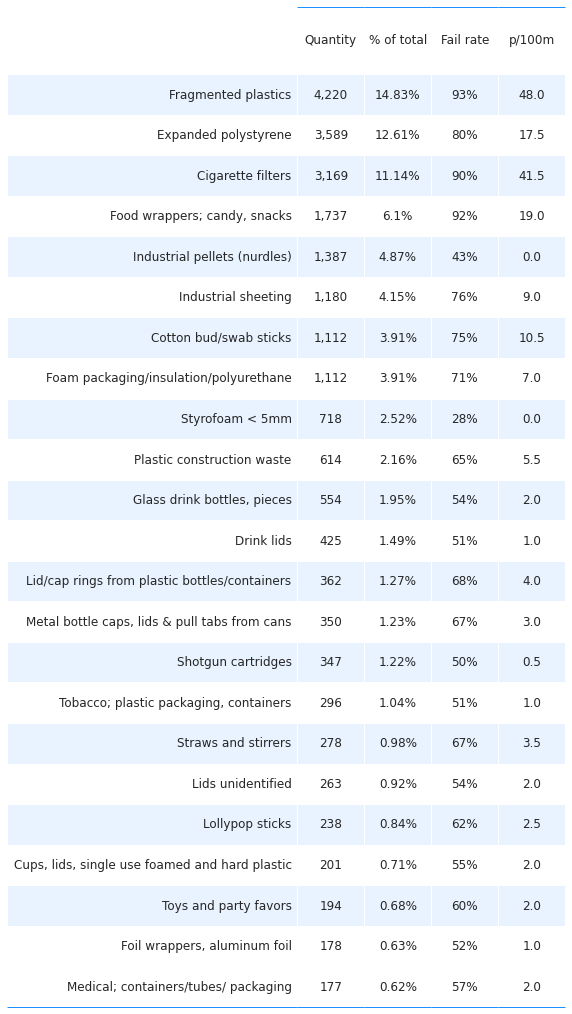 Quantity % of total Fail rate p/100m
Fragmented plastics 4,220 14.83% 93% 48.0
Expanded polystyrene 3,589 12.61% 80% 17.5
Cigarette filters 3,169 11.14% 90% 41.5
Food wrappers; candy, snacks 1,737 6.1% 92% 19.0
Industrial pellets (nurdles) 1,387 4.87% 43% 0.0
Industrial sheeting 1,180 4.15% 76% 9.0
Cotton bud/swab sticks 1,112 3.91% 75% 10.5
Foam packaging/insulation/polyurethane 1,112 3.91% 71% 7.0
Styrofoam < 5mm 718 2.52% 28% 0.0
Plastic construction waste 614 2.16% 65% 5.5
Glass drink bottles, pieces 554 1.95% 54% 2.0
Drink lids 425 1.49% 51% 1.0
Lid/cap rings from plastic bottles/containers 362 1.27% 68% 4.0
Metal bottle caps, lids & pull tabs from cans 350 1.23% 67% 3.0
Shotgun cartridges 347 1.22% 50% 0.5
Tobacco; plastic packaging, containers 296 1.04% 51% 1.0
Straws and stirrers 278 0.98% 67% 3.5
Lids unidentified 263 0.92% 54% 2.0
Lollypop sticks 238 0.84% 62% 2.5
Cups, lids, single use foamed and hard plastic 201 0.71% 55% 2.0
Toys and party favors 194 0.68% 60% 2.0
Foil wrappers, aluminum foil 178 0.63% 52% 1.0
Medical; containers/tubes/ packaging 177 0.62% 57% 2.0